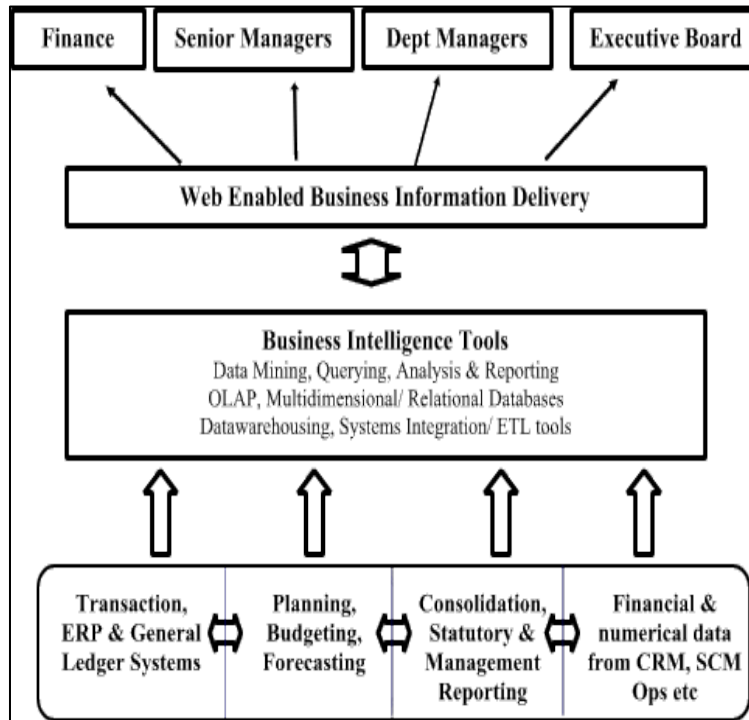 Finance
Senior Managers
Dept Managers
Executive Board
Web Enabled Business Information Delivery
Business Intelligence Tools
Data Mining, Querying, Analysis & Reporting
OLAP, Multidimensional/ Relational Databases
Datawarehousing, Systems Integration/ ETL tools
Transaction,
ERP & General
Ledger Systems
Planning,
Budgeting,
Forecasting
Consolidation,
Statutory &
Management
Reporting
Financial &
numerical data
from CRM, SCM
Ops etc